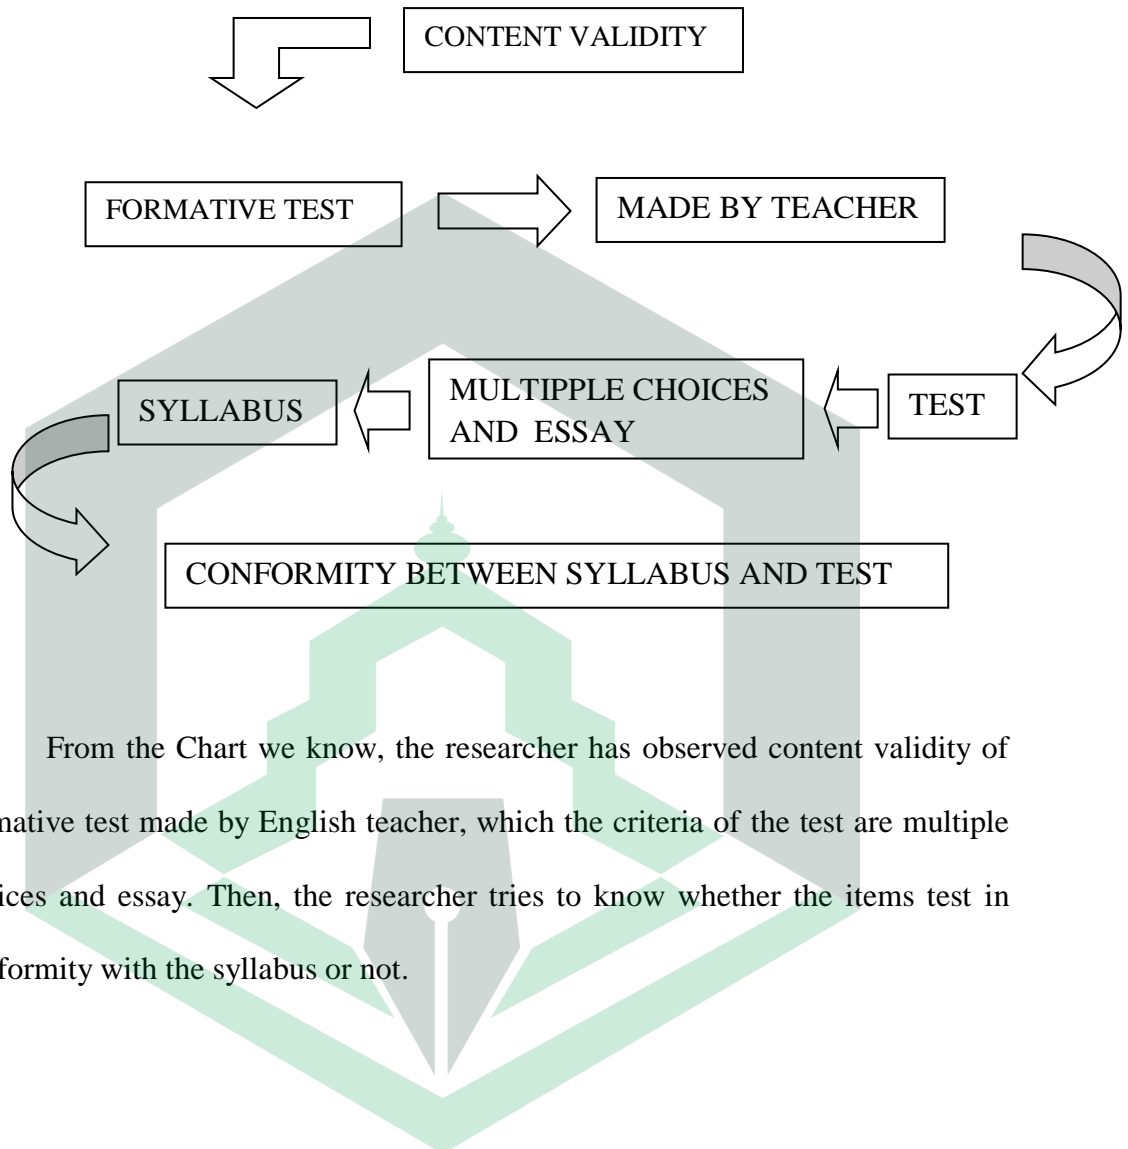 CONTENT VALIDITY
FORMATIVE TEST
MADE BY TEACHER
SYLLABUS
MULTIPPLE CHOICES
AND ESSAY
TEST
CONFORMITY BETWEEN SYLLABUS AND TEST
From the Chart we know, the researcher has observed content validity of
test made by English teacher, which the criteria of the test are multiple
and essay. Then, the researcher tries to know whether the items test in
with the syllabus or not.